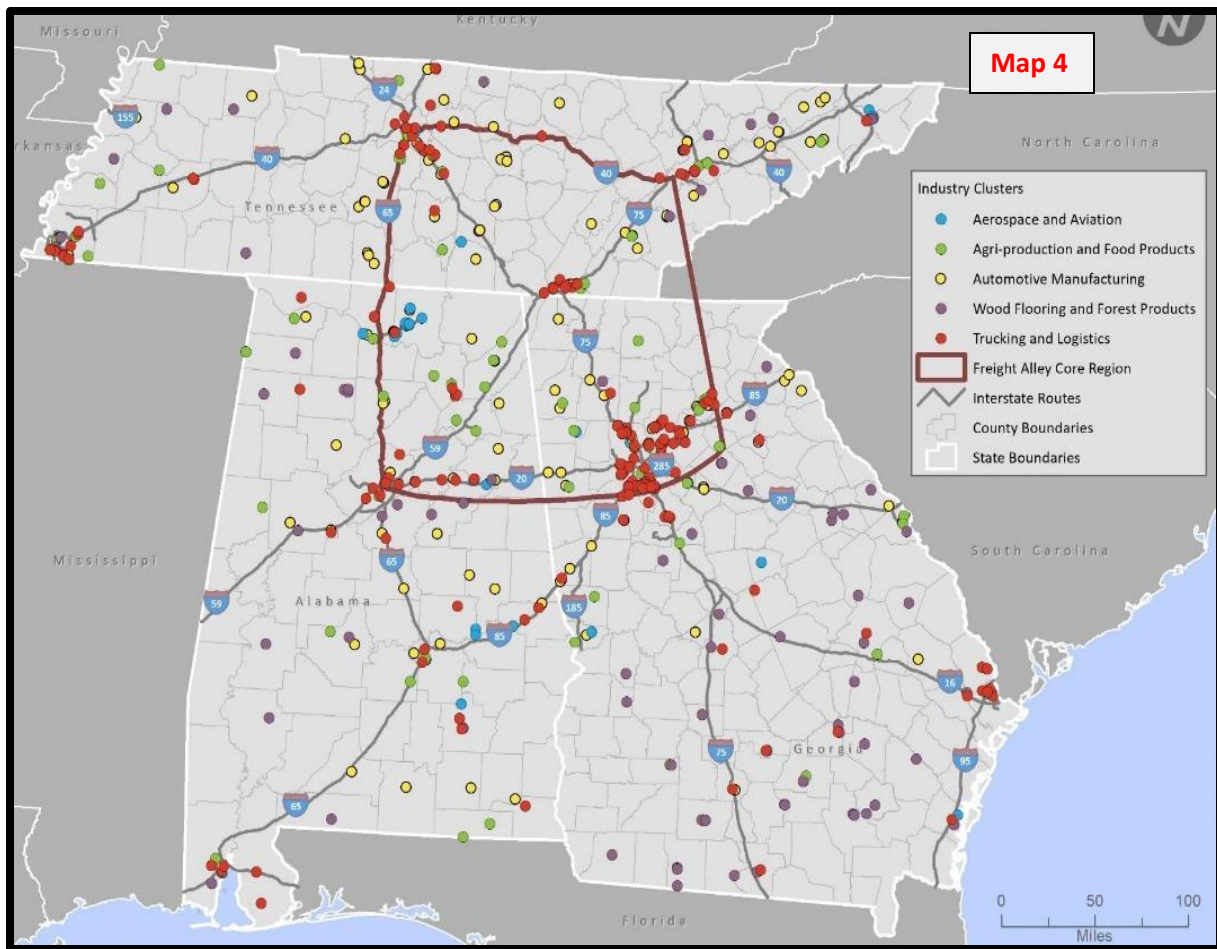 Missouri
Kentucky
N
Map 4
24
155
rkansas
40
40
40
North Carolina
Tennessee
65
75
Industry Clusters
Aerospace and Aviation
Agri-production and Food Products
Automotive Manufacturing
Wood Flooring and Forest Products
Trucking and Logistics
Freight Alley Core Region
Interstate Routes
County Boundaries
State Boundaries
75
85
59
285
20
20
85
South Carolina
Mississippi
65
59
Alabama
185
85
16
75
Georgia
95
65
Florida
0
50
100
Miles